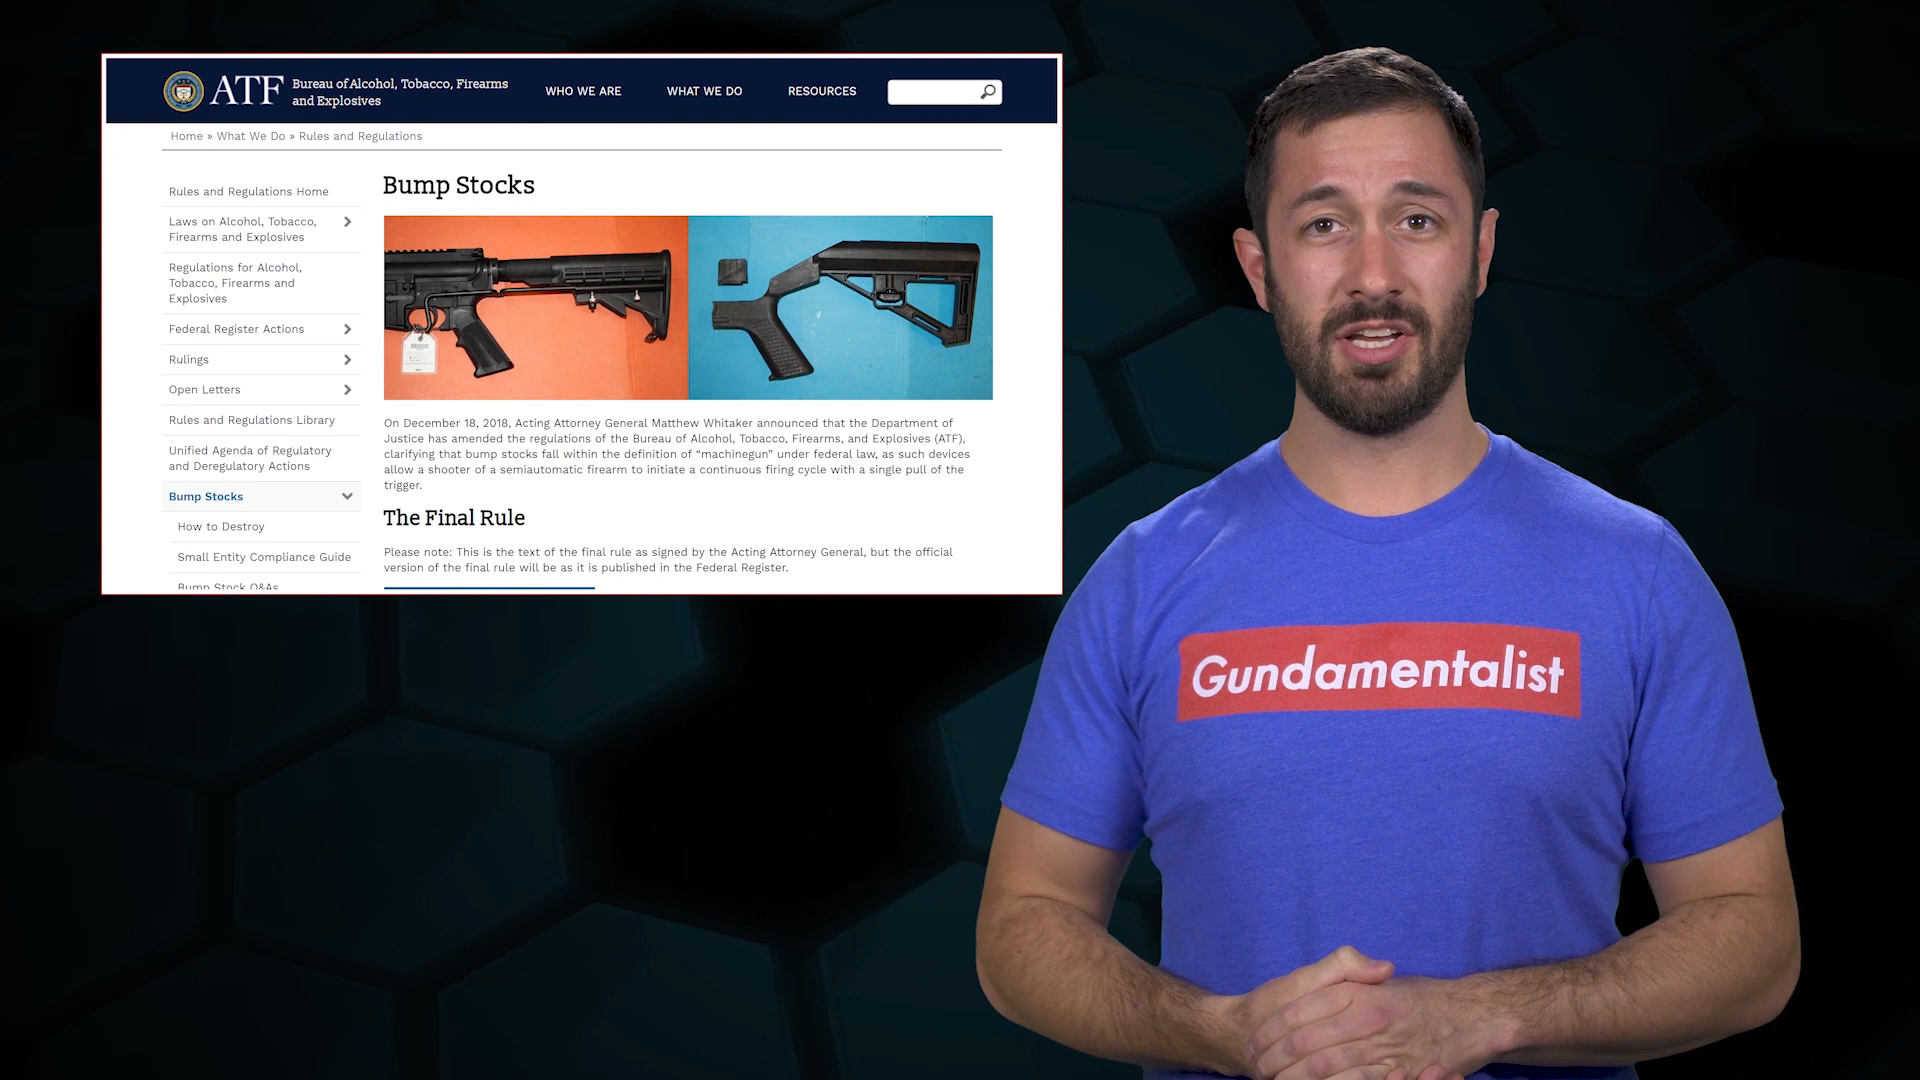 ATF Bureau of Alcohol, Tobacco, Firearms
and Explosives
WHO WE ARE
WHAT WE DO
RESOURCES
Home » What We Do » Rules and Regulations
Rules and Regulations Home
Laws on Alcohol, Tobacco,
Firearms and Explosives
Regulations for Alcohol,
Tobacco, Firearms and
Explosives
Federal Register Actions
Rulings
Open Letters
Rules and Regulations Library
Unified Agenda of Regulatory
and Deregulatory Actions
Bump Stocks
How to Destroy
Small Entity Compliance Guide
Bump Stock Q&As
Bump Stocks
On December 18, 2018, Acting Attorney General Matthew Whitaker announced that the Department of
Justice has amended the regulations of the Bureau of Alcohol, Tobacco, Firearms, and Explosives (ATF),
clarifying that bump stocks fall within the definition of “machinegun” under federal law, as such devices
allow a shooter of a semiautomatic firearm to initiate a continuous firing cycle with a single pull of the
trigger.
The Final Rule
Please note: This is the text of the final rule as signed by the Acting Attorney General, but the official
version of the final rule will be as it is published in the Federal Register.
Gundamentalist